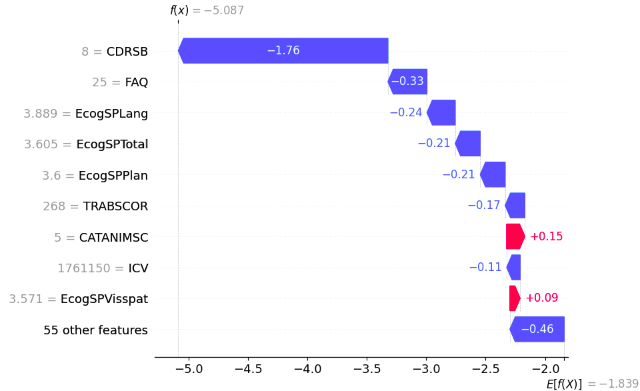 f(x) = −5.087
8 = CDRSB −1.76
25 = FAQ −0.33
3.889 = EcogSPLang −0.24
3.605 = EcogSPTotal −0.21
3.6 = EcogSPPlan −0.21
268 = TRABSCOR −0.17
5 = CATANIMSC +0.15
1761150 = ICV −0.11
3.571 = EcogSPVisspat +0.09
55 other features −0.46
−5.0 −4.5 −4.0 −3.5 −3.0 −2.5 −2.0
E[f(X)] = −1.839